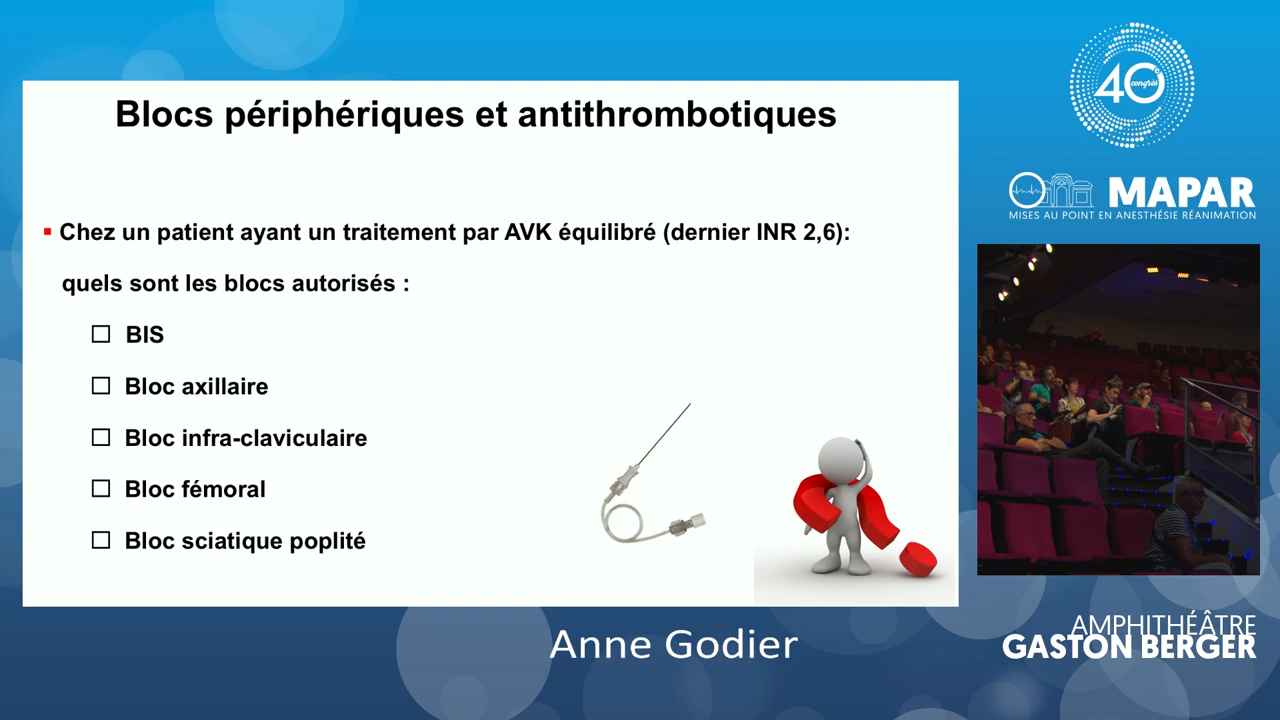 Blocs périphériques et antithrombotiques
▪ Chez un patient ayant un traitement par AVK équilibré (dernier INR 2,6):
quels sont les blocs autorisés :
☐ BIS
☐ Bloc axillaire
☐ Bloc infra-claviculaire
☐ Bloc fémoral
☐ Bloc sciatique poplité
Anne Godier
40e
congrès
MAPAR
MISES AU POINT EN ANESTHÉSIE RÉANIMATION
AMPHITHÉÂTRE
GASTON BERGER